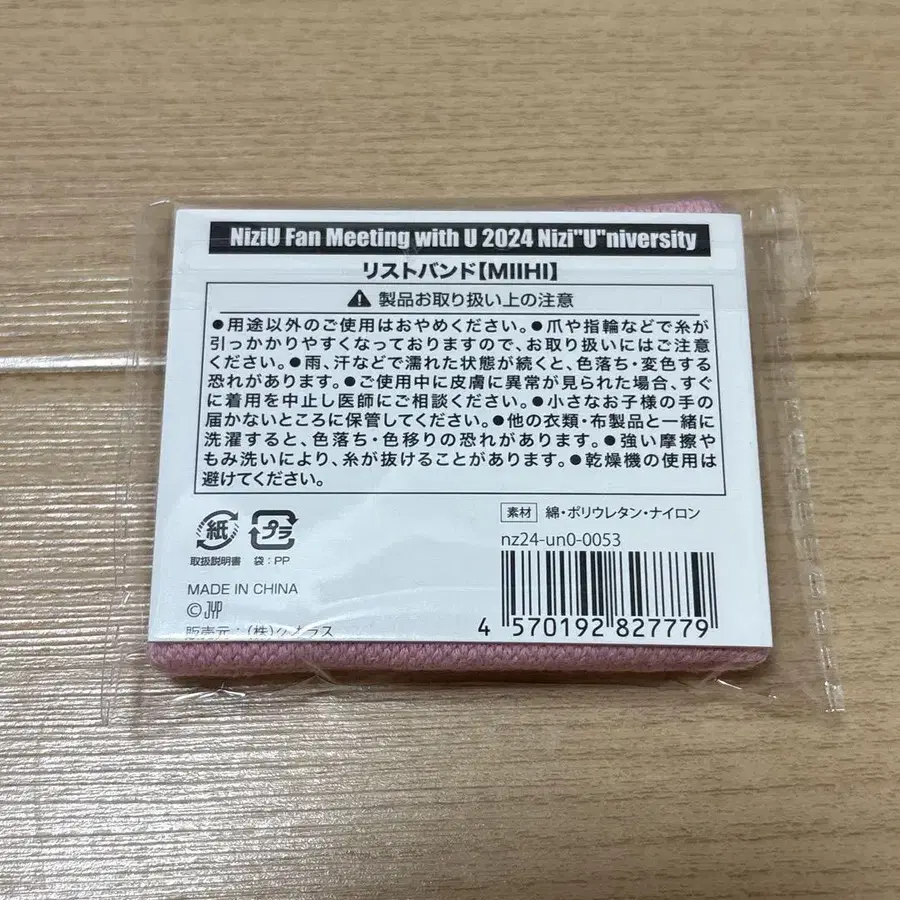 NiziU Fan Meeting with U 2024 Nizi"U"niversity
リストバンド【MIIHI】
製品お取り扱い上の注意
●用途以外のご使用はおやめください。●爪や指輪などで糸が
引っかかりやすくなっておりますので、お取り扱いにはご注意
ください。●雨、汗などで濡れた状態が続くと、色落ち・変色する
恐れがあります。●ご使用中に皮膚に異常が見られた場合、すぐ
に着用を中止し医師にご相談ください。●小さなお子様の手の
届かないところに保管してください。●他の衣類・布製品と一緒に
洗濯すると、色落ち・色移りの恐れがあります。●強い摩擦や
もみ洗いにより、糸が抜けることがあります。●乾燥機の使用は
避けてください。
紙 プラ
取扱説明書 袋:PP
素材 綿・ポリウレタン・ナイロン
nz24-un0-0053
MADE IN CHINA
© JYP
販売元:(株)
4 570192 827779